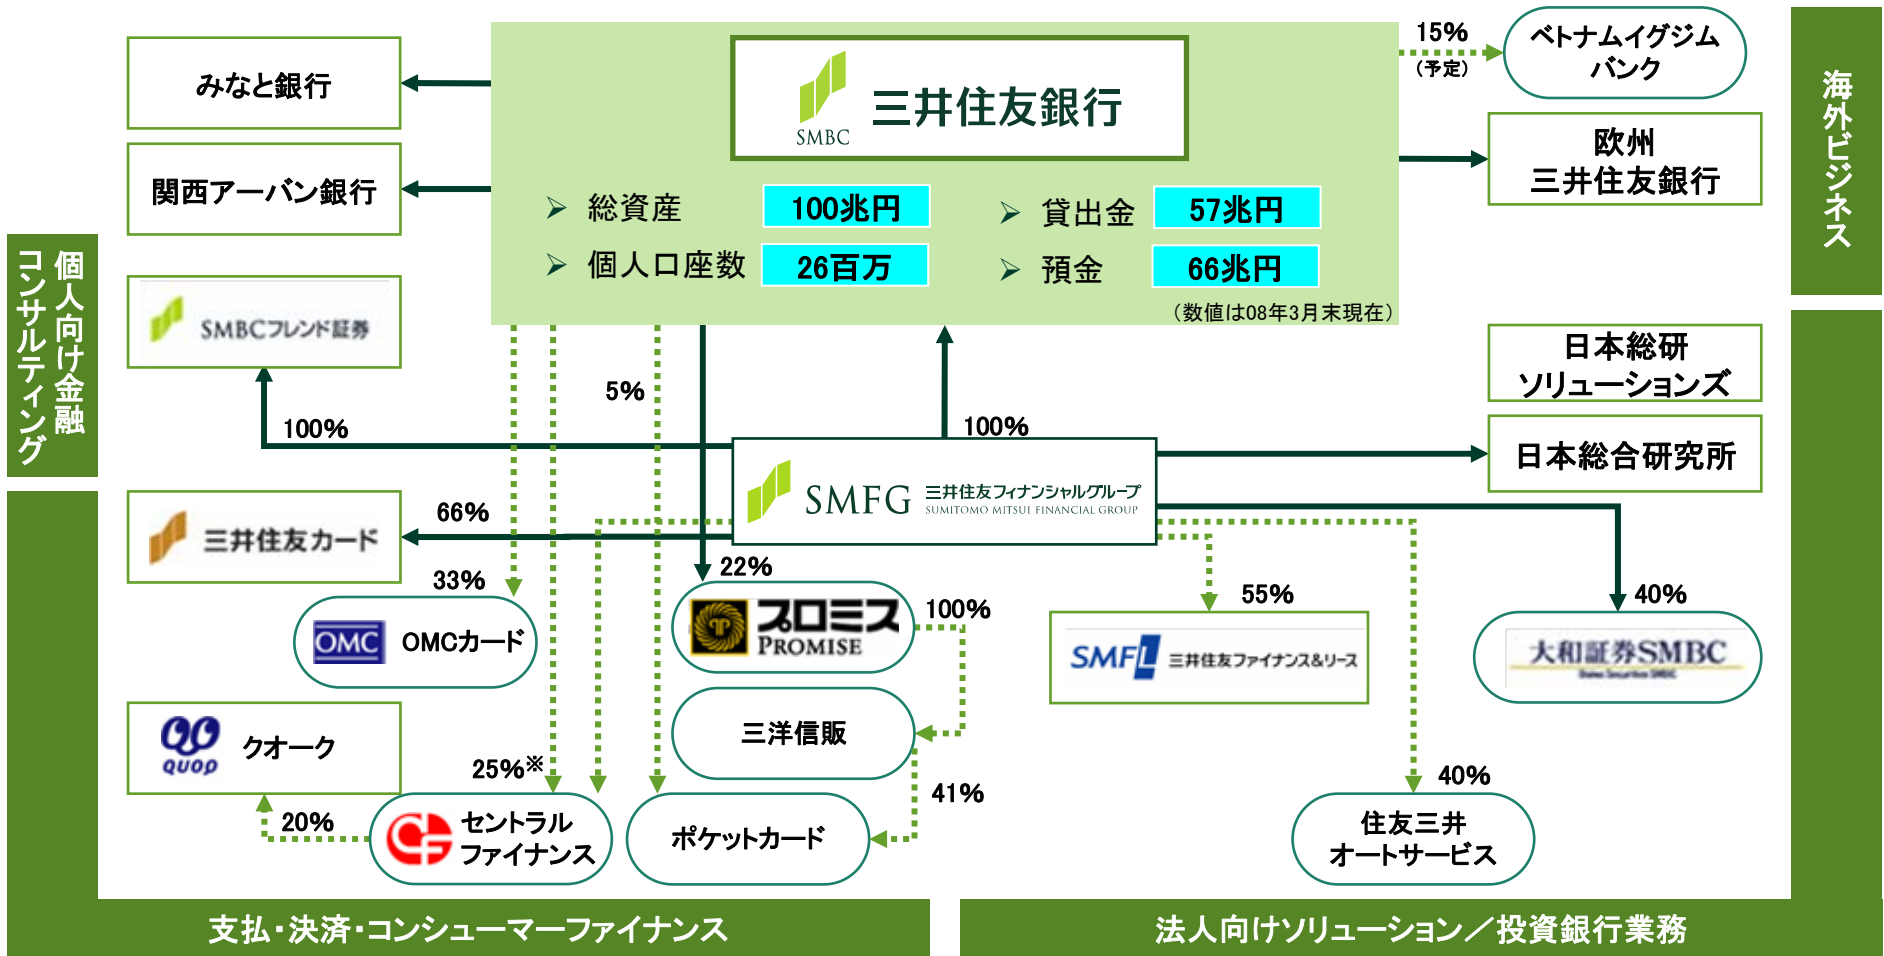 みなと銀行
関西アーバン銀行
SMBC
三井住友銀行
➢ 総資産
100兆円
➢ 貸出金
57兆円
➢ 個人口座数
26百万
➢ 預金
66兆円
（数値は08年3月末現在）
15%
（予定）
ベトナムイグジム
バンク
欧州
三井住友銀行
海外ビジネス
個人向け金融
コンサルティング
SMBCフレンド証券
100%
5%
100%
日本総研
ソリューションズ
日本総合研究所
SMFG
三井住友フィナンシャルグループ
SUMITOMO MITSUI FINANCIAL GROUP
三井住友カード
66%
33%
OMC
OMCカード
22%
プロミス
PROMISE
100%
55%
SMFL
三井住友ファイナンス&リース
40%
大和証券SMBC
Daiwa Securities SMBC
QUOQ
クオーク
20%
25%※
CF
セントラル
ファイナンス
三洋信販
41%
ポケットカード
40%
住友三井
オートサービス
支払・決済・コンシューマーファイナンス
法人向けソリューション／投資銀行業務